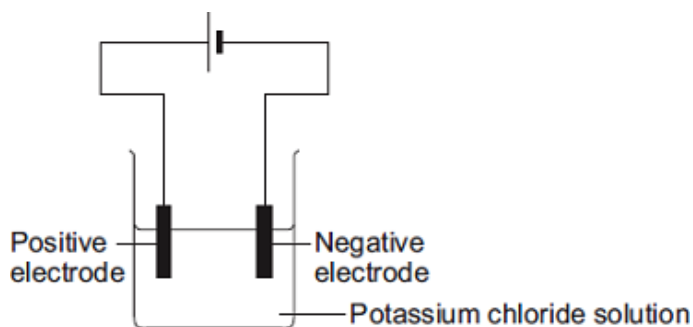 Positive
electrode
Negative
electrode
Potassium chloride solution